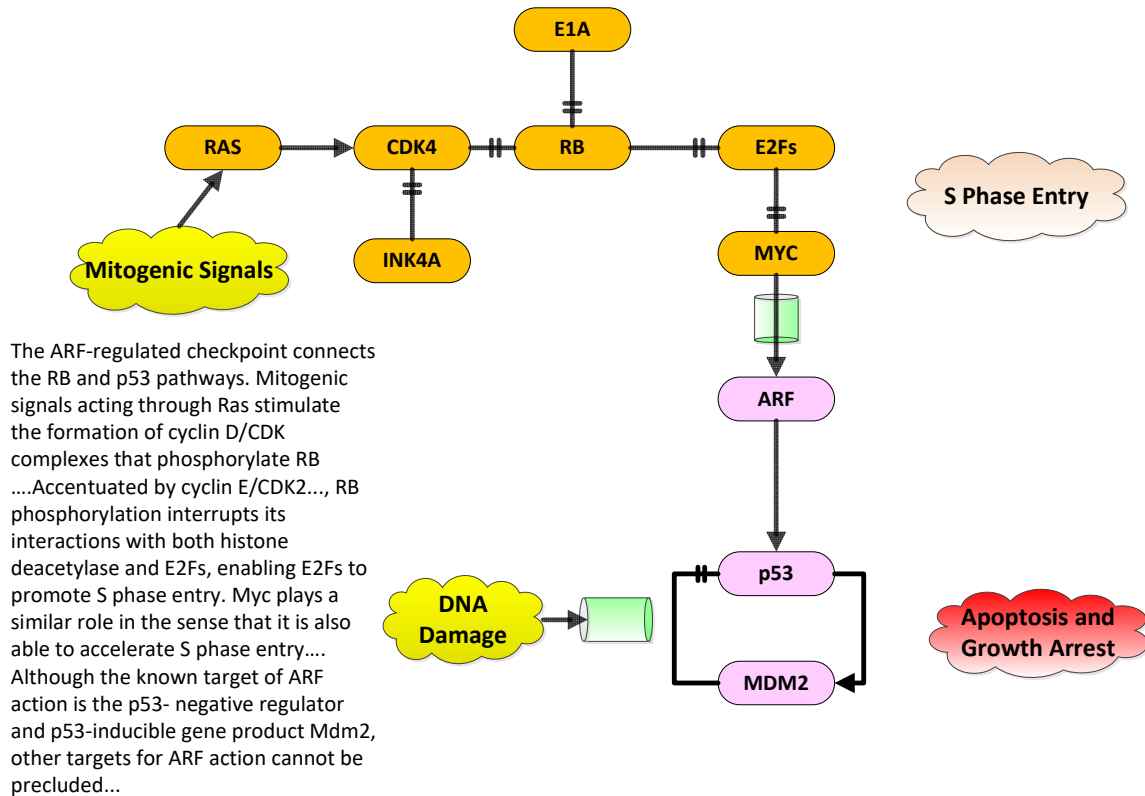 E1A
RAS
CDK4
RB
E2Fs
S Phase Entry
Mitogenic Signals
INK4A
MYC
The ARF-regulated checkpoint connects
the RB and p53 pathways. Mitogenic
signals acting through Ras stimulate
the formation of cyclin D/CDK
complexes that phosphorylate RB
....Accentuated by cyclin E/CDK2..., RB
phosphorylation interrupts its
interactions with both histone
deacetylase and E2Fs, enabling E2Fs to
promote S phase entry. Myc plays a
similar role in the sense that it is also
able to accelerate S phase entry....
Although the known target of ARF
action is the p53- negative regulator
and p53-inducible gene product Mdm2,
other targets for ARF action cannot be
precluded...
ARF
p53
DNA
Damage
MDM2
Apoptosis and
Growth Arrest